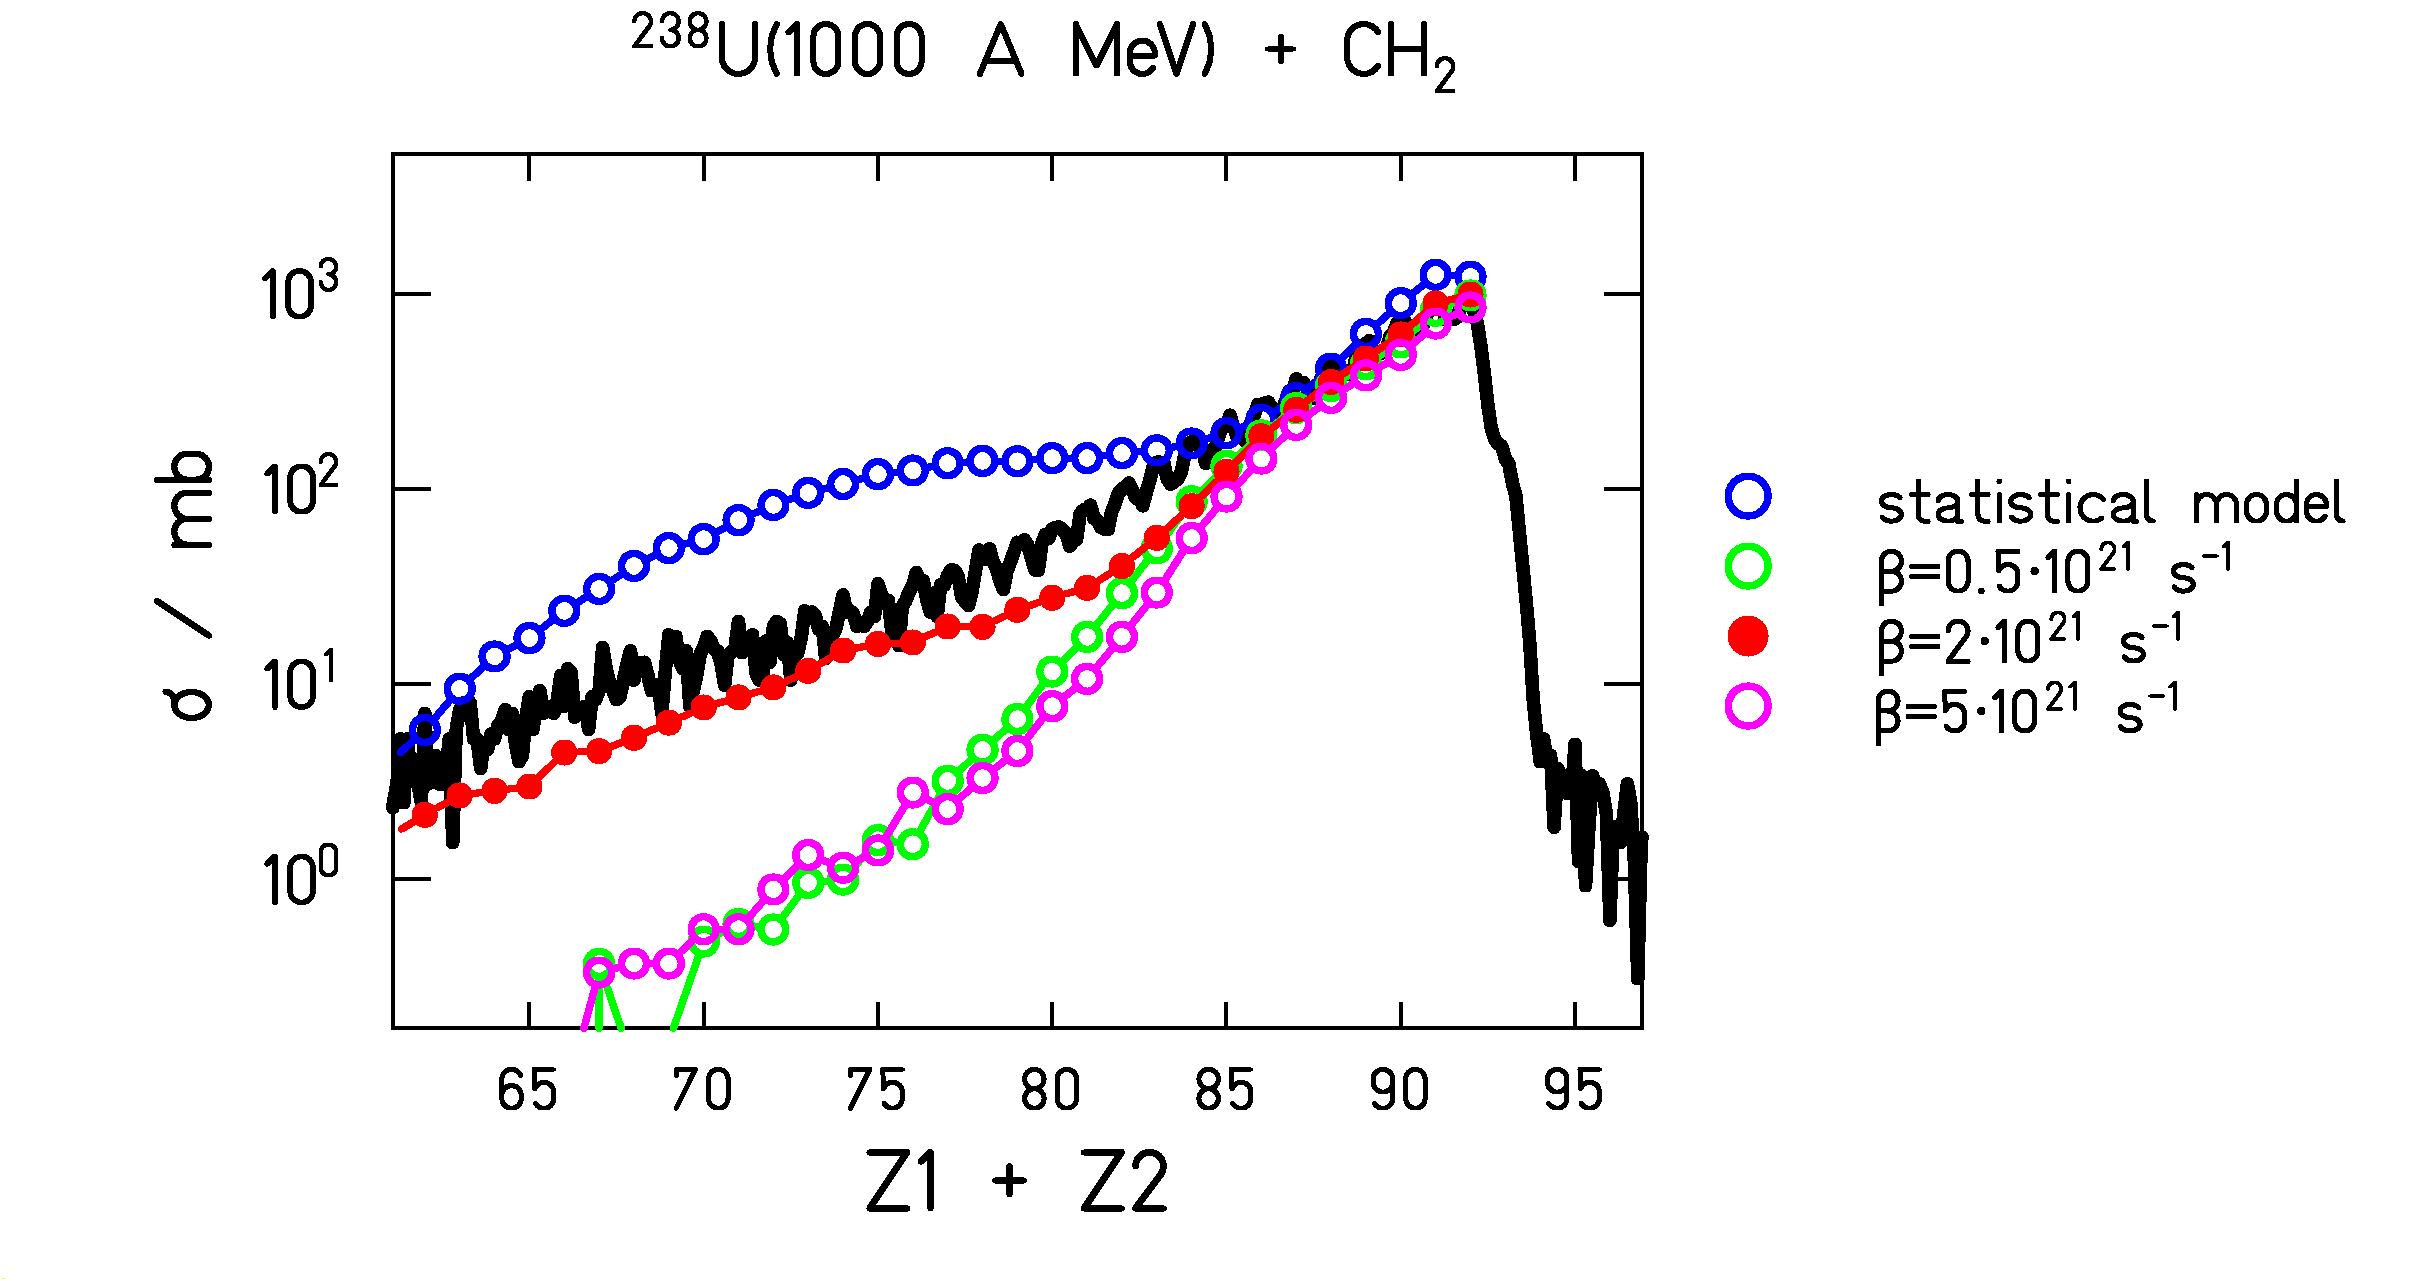 ²³⁸U(1000 A MeV) + CH₂
10³
10²
10¹
10⁰
σ / mb
65 70 75 80 85 90 95
Z1 + Z2
statistical model
β=0.5·10²¹ s⁻¹
β=2·10²¹ s⁻¹
β=5·10²¹ s⁻¹